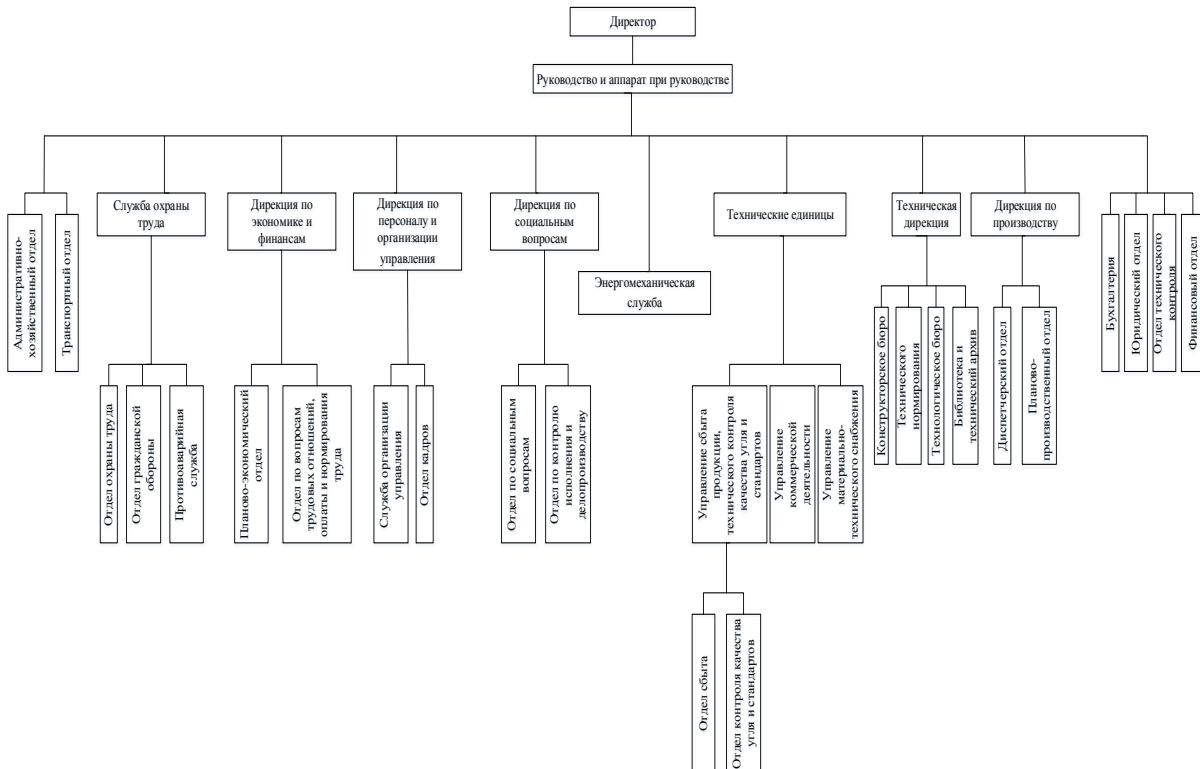 Директор
Руководство и аппарат при руководстве
Административно-
хозяйственный отдел
Транспортный отдел
Служба охраны
труда
Отдел охраны труда
Отдел гражданской
обороны
Противоаварийная
служба
Дирекция по
экономике и
финансам
Планово-экономический
отдел
Отдел по вопросам
трудовых отношений,
оплаты и нормирования
труда
Дирекция по
персоналу и
организации
управления
Служба организации
управления
Отдел кадров
Дирекция по
социальным
вопросам
Отдел по социальным
вопросам
Отдел по контролю
исполнения и
делопроизводству
Энергомеханическая
служба
Технические единицы
Управление сбыта
продукции,
технического контроля
качества угля и
стандартов
Управление
коммерческой
деятельности
Управление
материально-
технического снабжения
Отдел сбыта
Отдел контроля качества
угля и стандартов
Техническая
дирекция
Конструкторское бюро
Технического
нормирования
Технологическое бюро
Библиотека и
технический архив
Дирекция по
производству
Диспетчерский отдел
Планово-
производственный отдел
Бухгалтерия
Юридический отдел
Отдел технического
контроля
Финансовый отдел